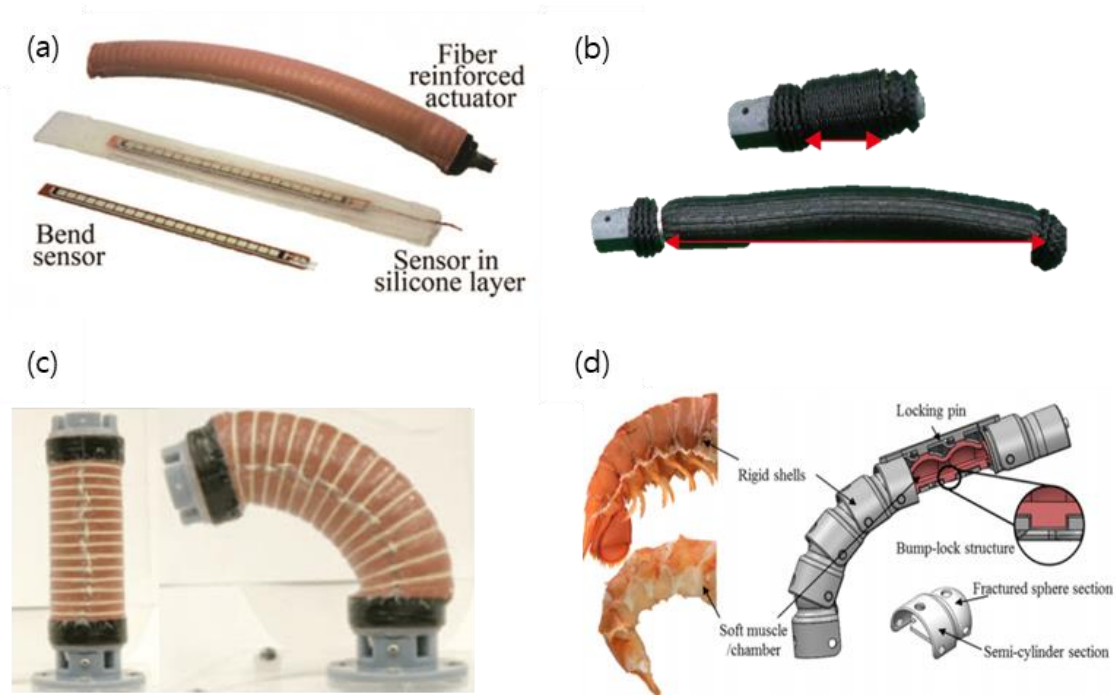 (a)
Fiber
reinforced
actuator
Bend
sensor
Sensor in
silicone layer
(b)
(c)
(d)
Locking pin
Rigid shells
Bump-lock structure
Fractured sphere section
Soft muscle
/chamber
Semi-cylinder section